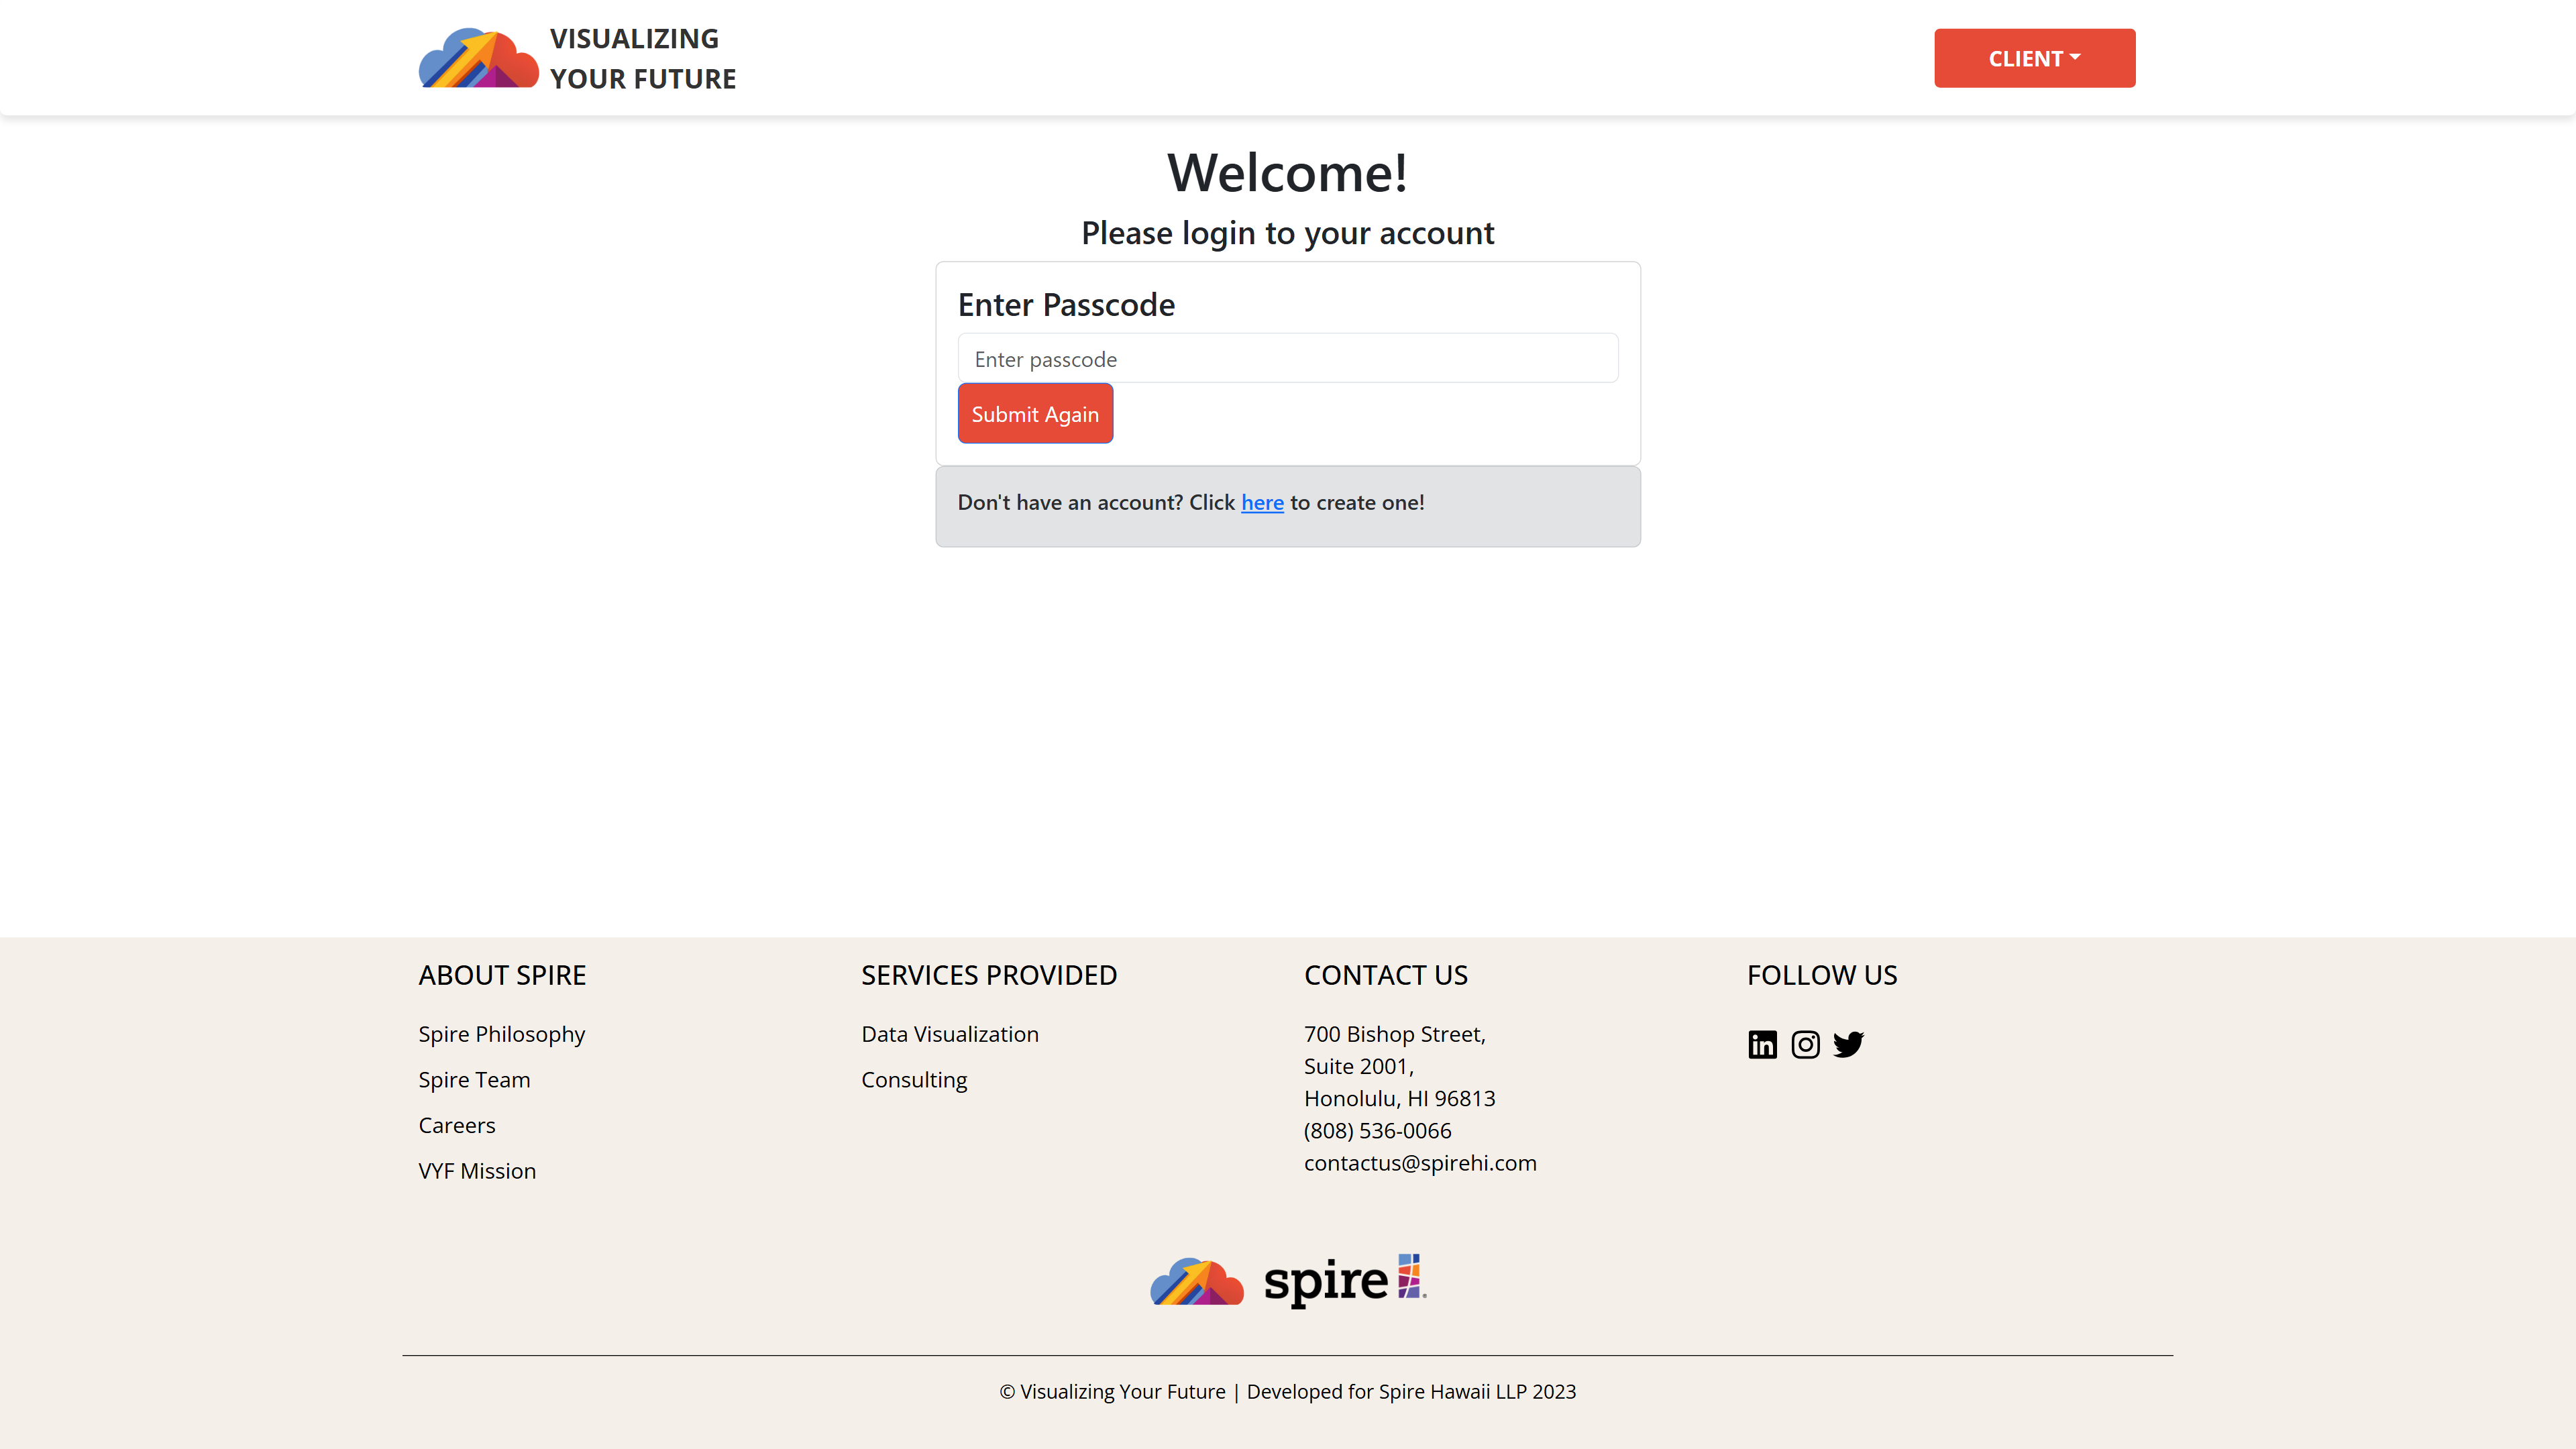 VISUALIZING
YOUR FUTURE
CLIENT
Welcome!
Please login to your account
Enter Passcode
Enter passcode
Submit Again
Don't have an account? Click here to create one!
ABOUT SPIRE
Spire Philosophy
Spire Team
Careers
VYF Mission
SERVICES PROVIDED
Data Visualization
Consulting
CONTACT US
700 Bishop Street,
Suite 2001,
Honolulu, HI 96813
(808) 536-0066
contactus@spirehi.com
FOLLOW US
in
spire
© Visualizing Your Future | Developed for Spire Hawaii LLP 2023